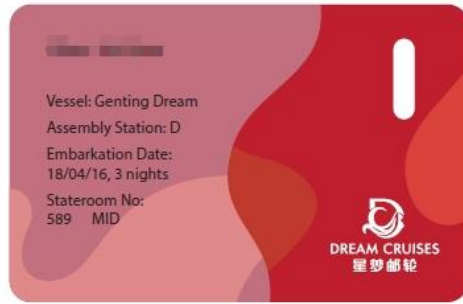 Vessel: Genting Dream
Assembly Station: D
Embarkation Date:
18/04/16, 3 nights
Stateroom No:
589 MID
DREAM CRUISES
星梦邮轮